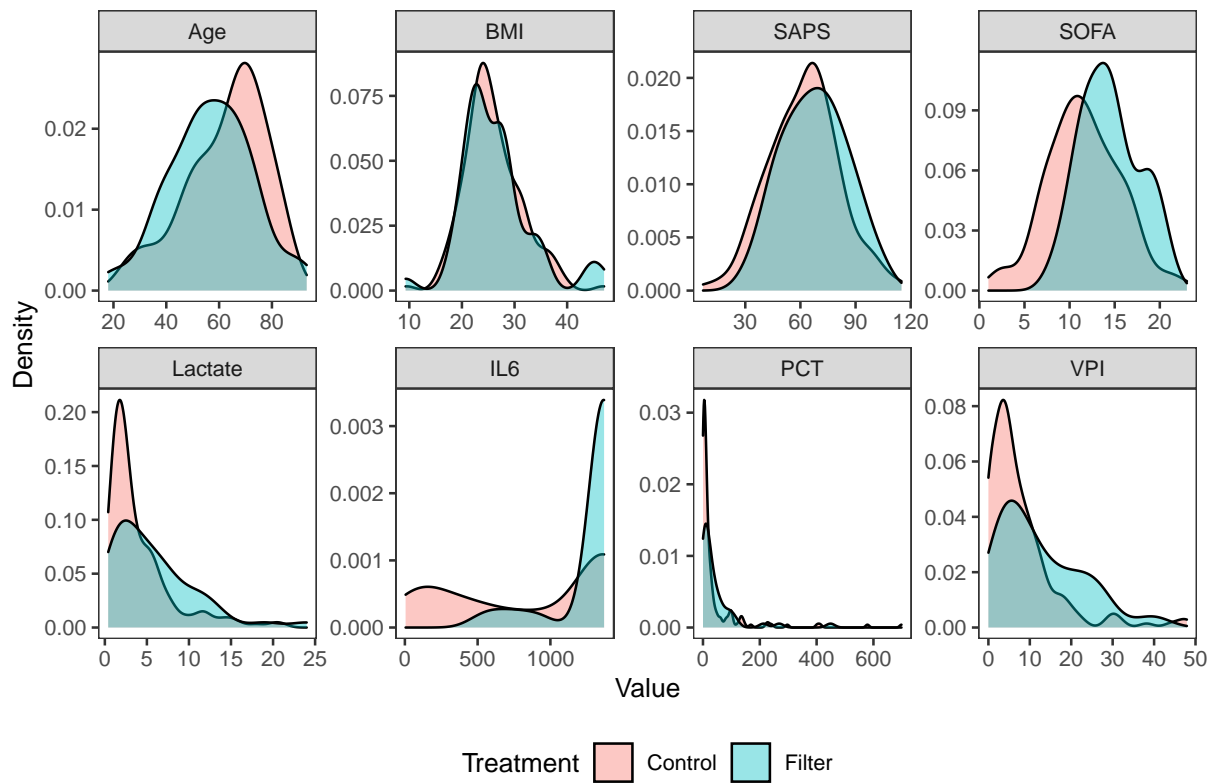 Age BMI SAPS SOFA
0.00 0.01 0.02
20 40 60 80
0.000 0.025 0.050 0.075
10 20 30 40
0.000 0.005 0.010 0.015 0.020
30 60 90 120
0.00 0.03 0.06 0.09
0 5 10 15 20
Lactate IL6 PCT VPI
0.00 0.05 0.10 0.15 0.20
0 5 10 15 20 25
0.000 0.001 0.002 0.003
0 500 1000
0.00 0.01 0.02 0.03
0 200 400 600
0.00 0.02 0.04 0.06 0.08
0 10 20 30 40 50
Density
Value
Treatment Control Filter